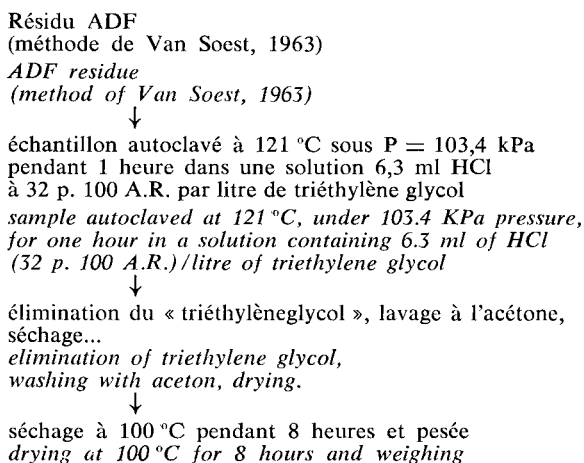 Résidu ADF
(méthode de Van Soest, 1963)
ADF residue
(method of Van Soest, 1963)
↓
échantillon autoclavé à 121 °C sous P = 103,4 kPa
pendant 1 heure dans une solution 6,3 ml HCl
à 32 p. 100 A.R. par litre de triéthylène glycol
sample autoclaved at 121 °C, under 103.4 KPa pressure,
for one hour in a solution containing 6.3 ml of HCl
(32 p. 100 A.R.)/litre of triethylene glycol
↓
élimination du « triéthylèneglycol », lavage à l'acétone,
séchage...
elimination of triethylene glycol,
washing with aceton, drying.
↓
séchage à 100 °C pendant 8 heures et pesée
drying at 100 °C for 8 hours and weighing